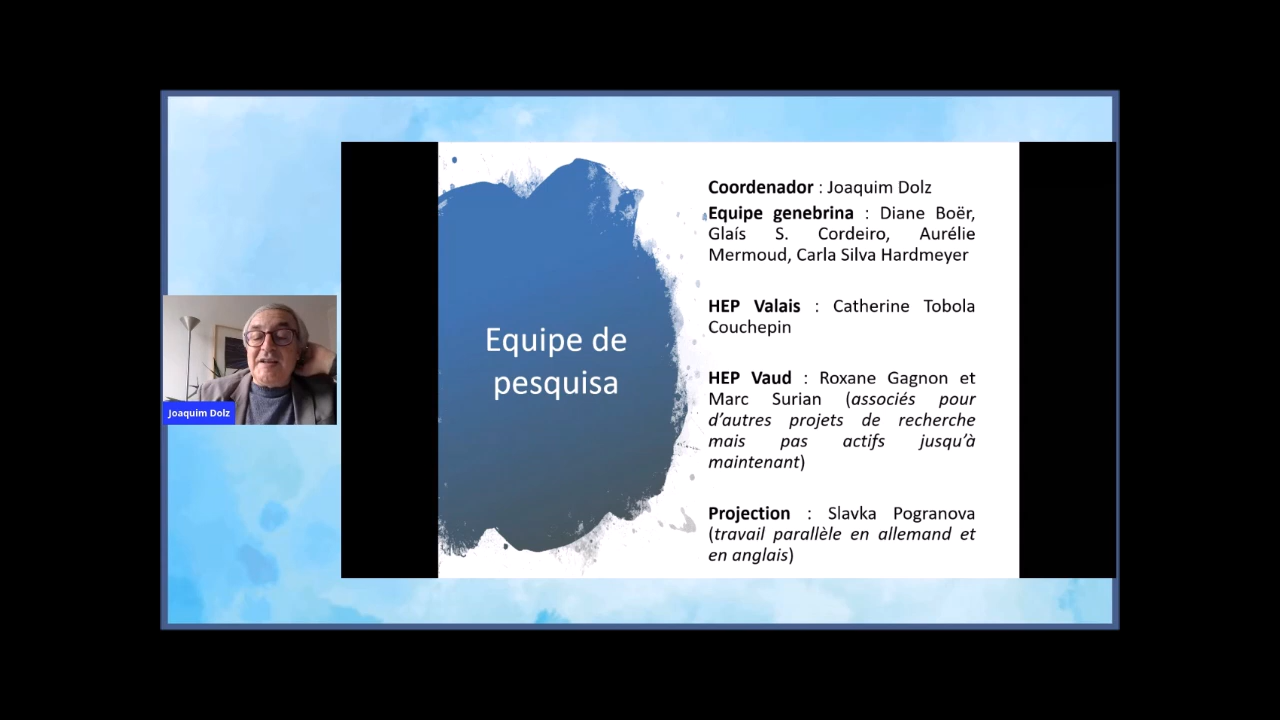 Equipe de
pesquisa
Coordenador : Joaquim Dolz
Equipe genebrina : Diane Boër,
Glaís S. Cordeiro, Aurélie
Mermoud, Carla Silva Hardmeyer
HEP Valais : Catherine Tobola
Couchepin
HEP Vaud : Roxane Gagnon et
Marc Surian (associés pour
d’autres projets de recherche
mais pas actifs jusqu’à
maintenant)
Projection : Slavka Pogranova
(travail parallèle en allemand et
en anglais)
Joaquim Dolz